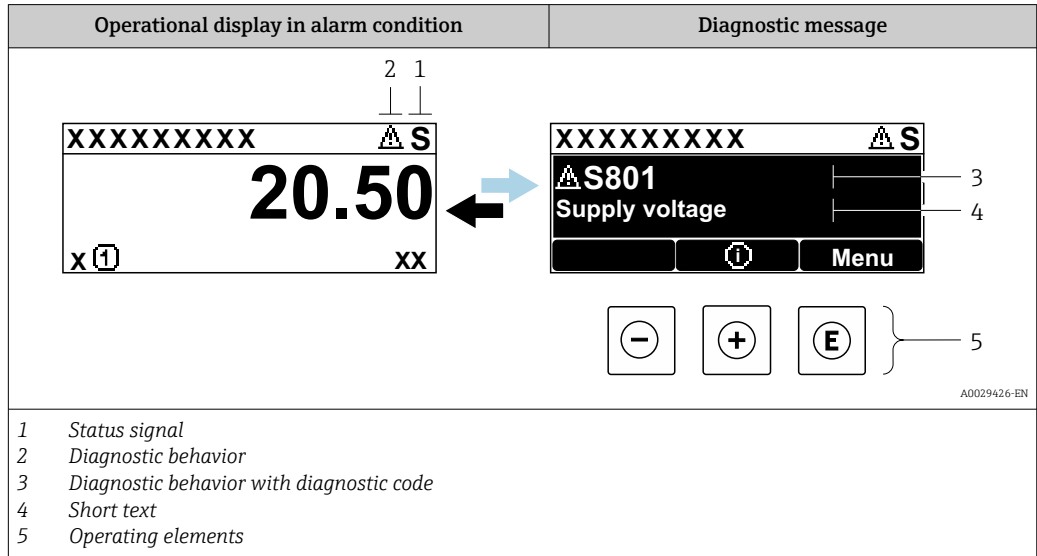 Operational display in alarm condition
Diagnostic message
2 1
XXXXXXXXX ⚠ S
20.50
X ① XX
XXXXXXXXX ⚠ S
⚠S801
Supply voltage
ⓘ Menu
3
4
− + E
5
A0029426-EN
1 Status signal
2 Diagnostic behavior
3 Diagnostic behavior with diagnostic code
4 Short text
5 Operating elements